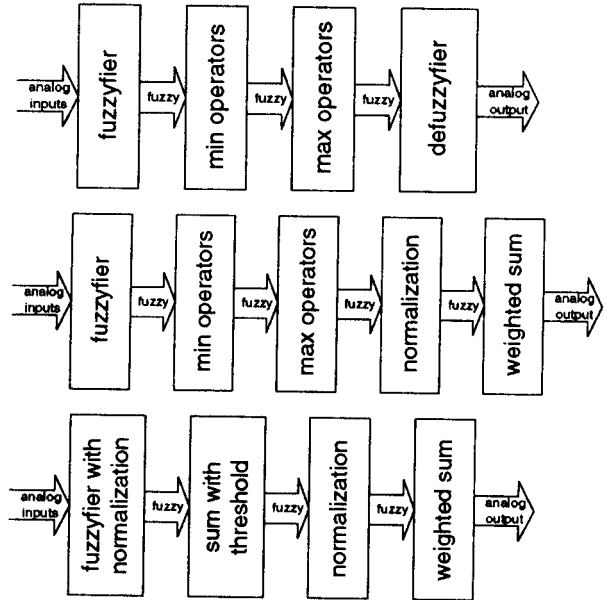 analog
inputs
fuzzyfier
fuzzy
min operators
fuzzy
max operators
fuzzy
defuzzyfier
analog
output
analog
inputs
fuzzyfier
fuzzy
min operators
fuzzy
max operators
fuzzy
normalization
fuzzy
weighted sum
analog
output
analog
inputs
fuzzyfier with
normalization
fuzzy
sum with
threshold
fuzzy
normalization
fuzzy
weighted sum
analog
output